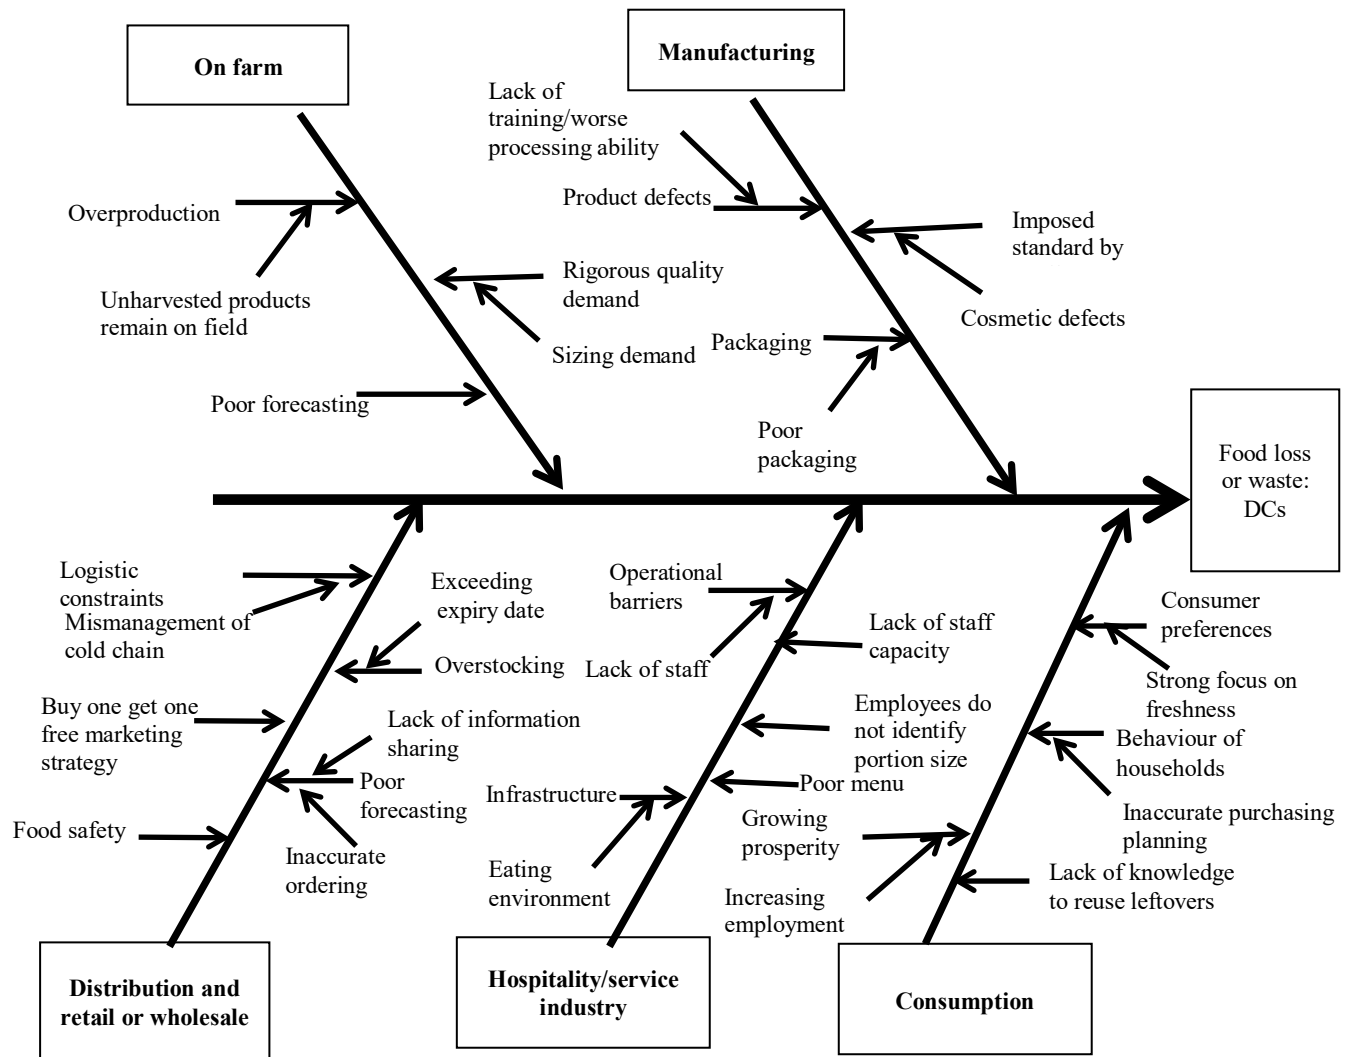 On farm
Manufacturing
Lack of
training/worse
processing ability
Product defects
Overproduction
Imposed
standard by
Unharvested products
remain on field
Rigorous quality
demand
Cosmetic defects
Sizing demand
Packaging
Poor forecasting
Poor
packaging
Food loss
or waste:
DCs
Logistic
constraints
Mismanagement of
cold chain
Exceeding
expiry date
Overstocking
Buy one get one
free marketing
strategy
Lack of information
sharing
Poor
forecasting
Food safety
Inaccurate
ordering
Operational
barriers
Lack of staff
Lack of staff
capacity
Employees do
not identify
portion size
Poor menu
Infrastructure
Eating
environment
Consumer
preferences
Strong focus on
freshness
Behaviour of
households
Inaccurate purchasing
planning
Growing
prosperity
Increasing
employment
Lack of knowledge
to reuse leftovers
Distribution and
retail or wholesale
Hospitality/service
industry
Consumption